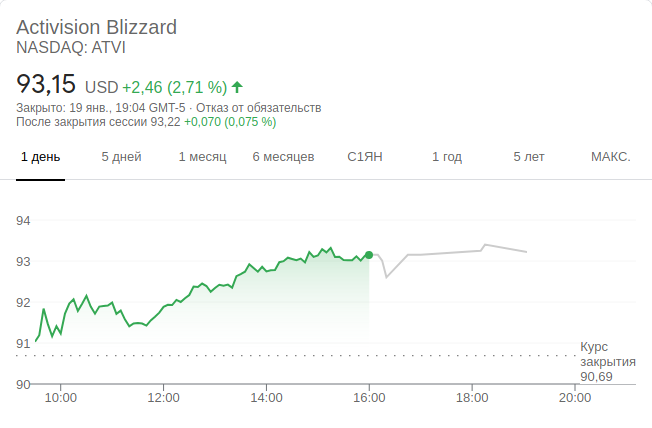 Activision Blizzard
NASDAQ: ATVI
93,15 USD +2,46 (2,71 %)
Закрыто: 19 янв., 19:04 GMT-5 · Отказ от обязательств
После закрытия сессии 93,22 +0,070 (0,075 %)
1 день 5 дней 1 месяц 6 месяцев С1ЯН 1 год 5 лет МАКС.
94
93
92
91
Курс
закрытия
90,69
90
10:00 12:00 14:00 16:00 18:00 20:00